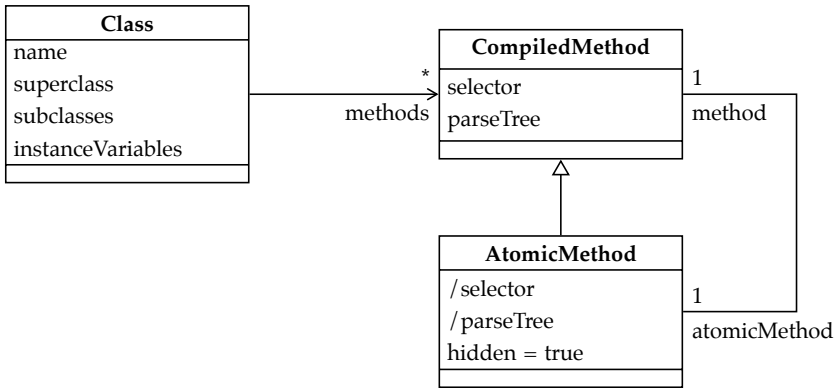 Class
name
superclass
subclasses
instanceVariables
*
methods
CompiledMethod
selector
parseTree
1
method
AtomicMethod
/selector
/parseTree
hidden = true
1
atomicMethod